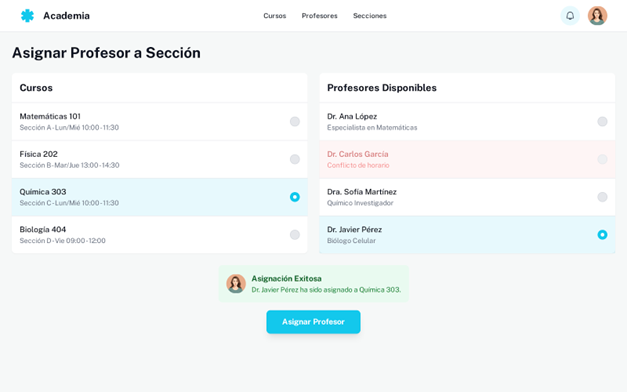 Academia
Cursos
Profesores
Secciones
Asignar Profesor a Sección
Cursos
Matemáticas 101
Sección A - Lun/Mié 10:00 - 11:30
Física 202
Sección B - Mar/Jue 13:00 - 14:30
Química 303
Sección C - Lun/Mié 10:00 - 11:30
Biología 404
Sección D - Vie 09:00 - 12:00
Profesores Disponibles
Dr. Ana López
Especialista en Matemáticas
Dr. Carlos García
Conflicto de horario
Dra. Sofía Martínez
Químico Investigador
Dr. Javier Pérez
Biólogo Celular
Asignación Exitosa
Dr. Javier Pérez ha sido asignado a Química 303.
Asignar Profesor